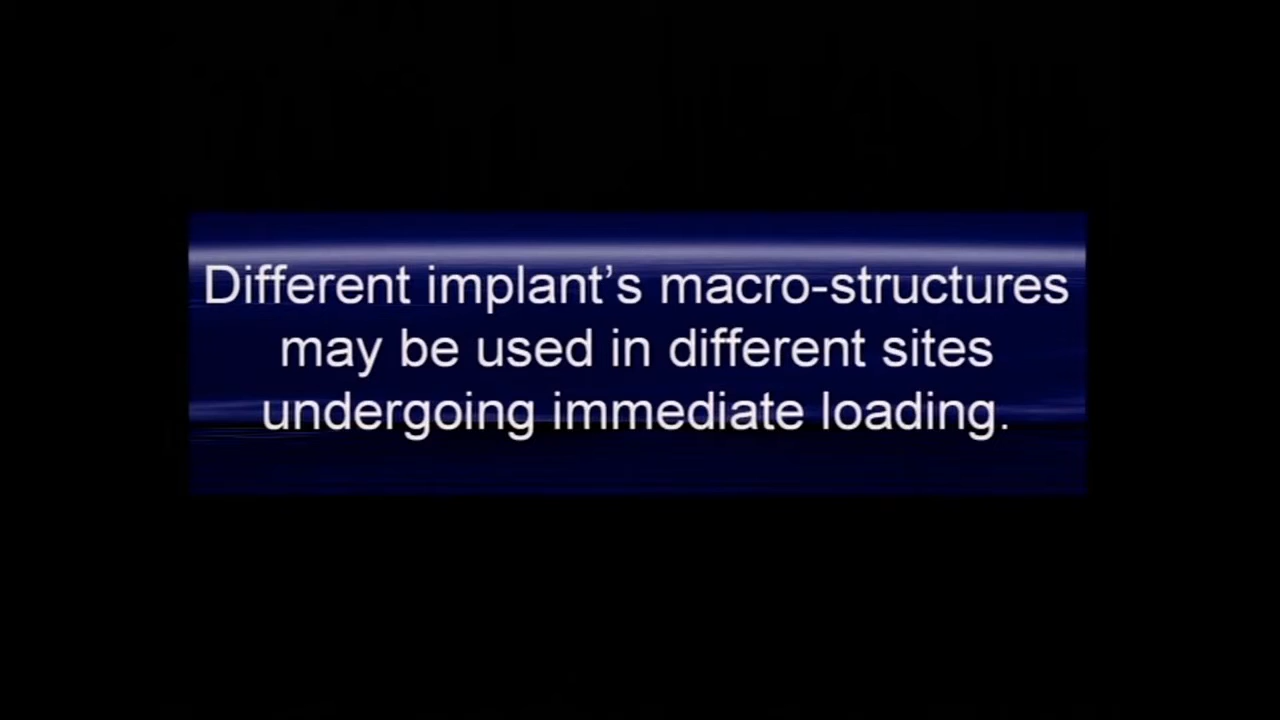 Different implant’s macro-structures
may be used in different sites
undergoing immediate loading.